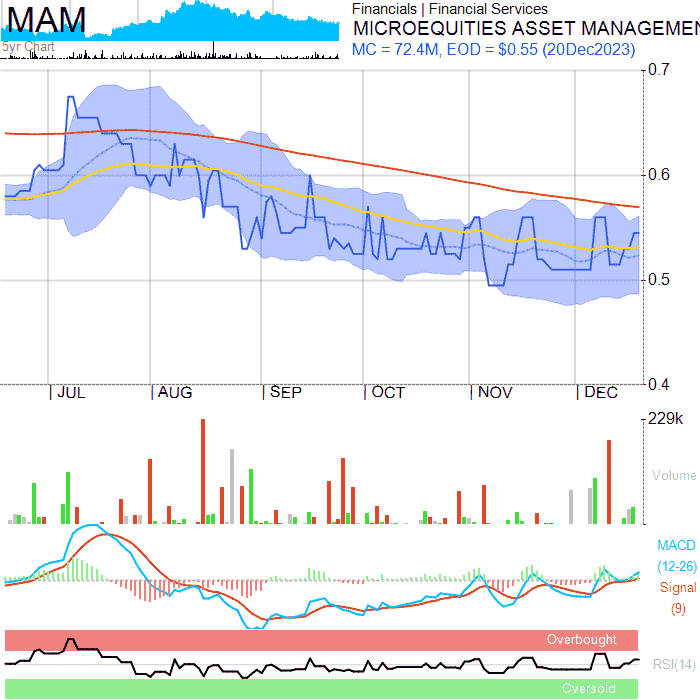 MAM
5yr Chart
Financials | Financial Services
MICROEQUITIES ASSET MANAGEMEN
MC = 72.4M, EOD = $0.55 (20Dec2023)
0.7
0.6
0.5
0.4
JUL AUG SEP OCT NOV DEC
229k
Volume
MACD
(12-26)
Signal
(9)
Overbought
RSI(14)
Oversold